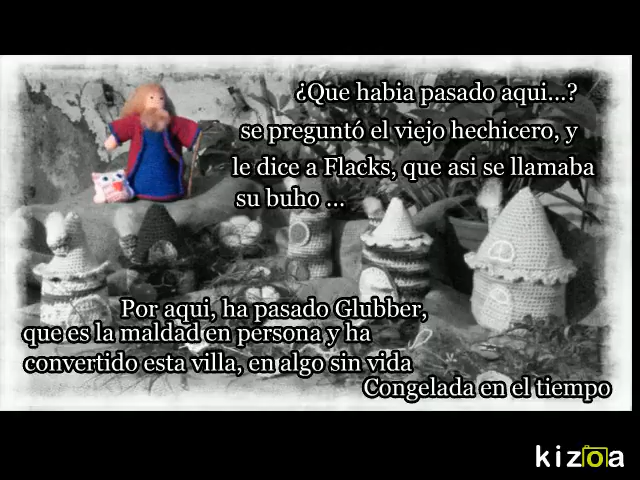 ¿Que habia pasado aqui...?
se preguntó el viejo hechicero, y
le dice a Flacks, que asi se llamaba
su buho ...
Por aqui, ha pasado Glubber,
que es la maldad en persona y ha
convertido esta villa, en algo sin vida
Congelada en el tiempo
kizoa